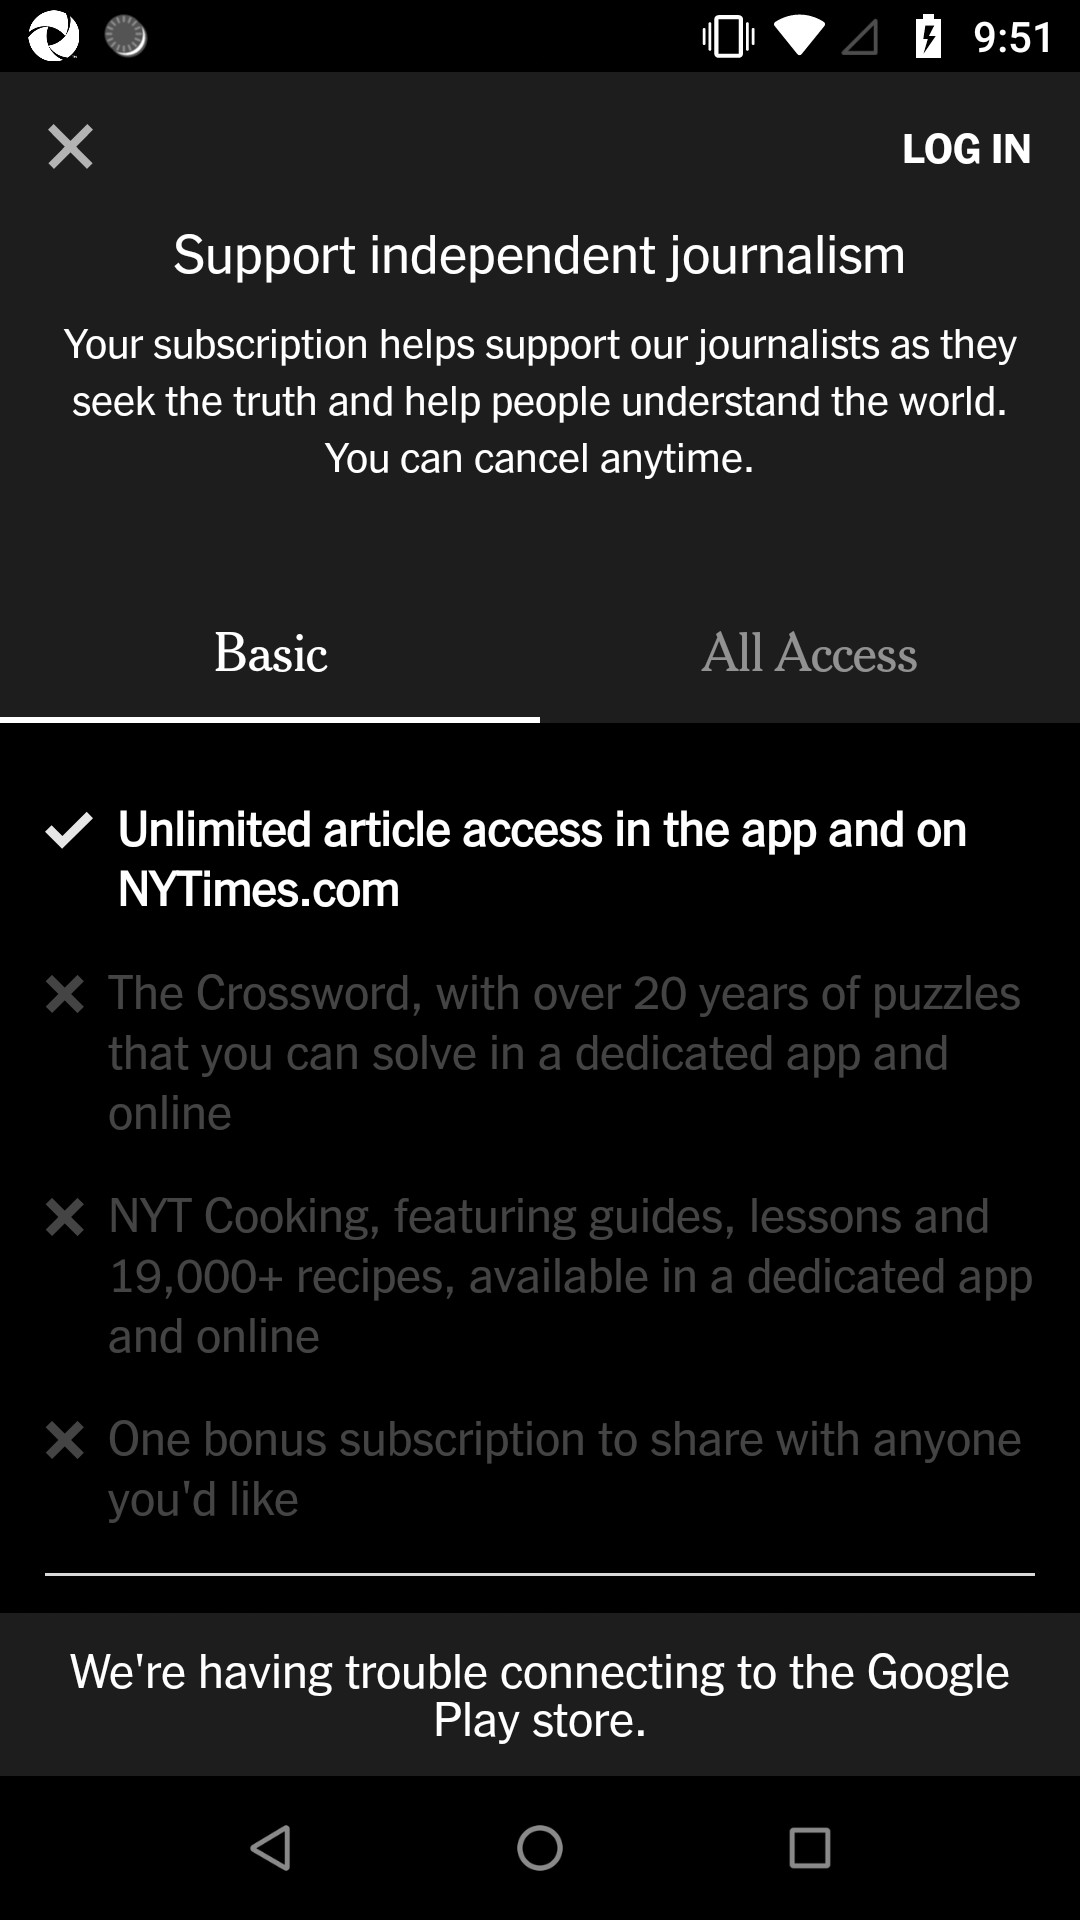 9:51
LOG IN
Support independent journalism
Your subscription helps support our journalists as they
seek the truth and help people understand the world.
You can cancel anytime.
Basic
All Access
Unlimited article access in the app and on
NYTimes.com
The Crossword, with over 20 years of puzzles
that you can solve in a dedicated app and
online
NYT Cooking, featuring guides, lessons and
19,000+ recipes, available in a dedicated app
and online
One bonus subscription to share with anyone
you'd like
We're having trouble connecting to the Google
Play store.